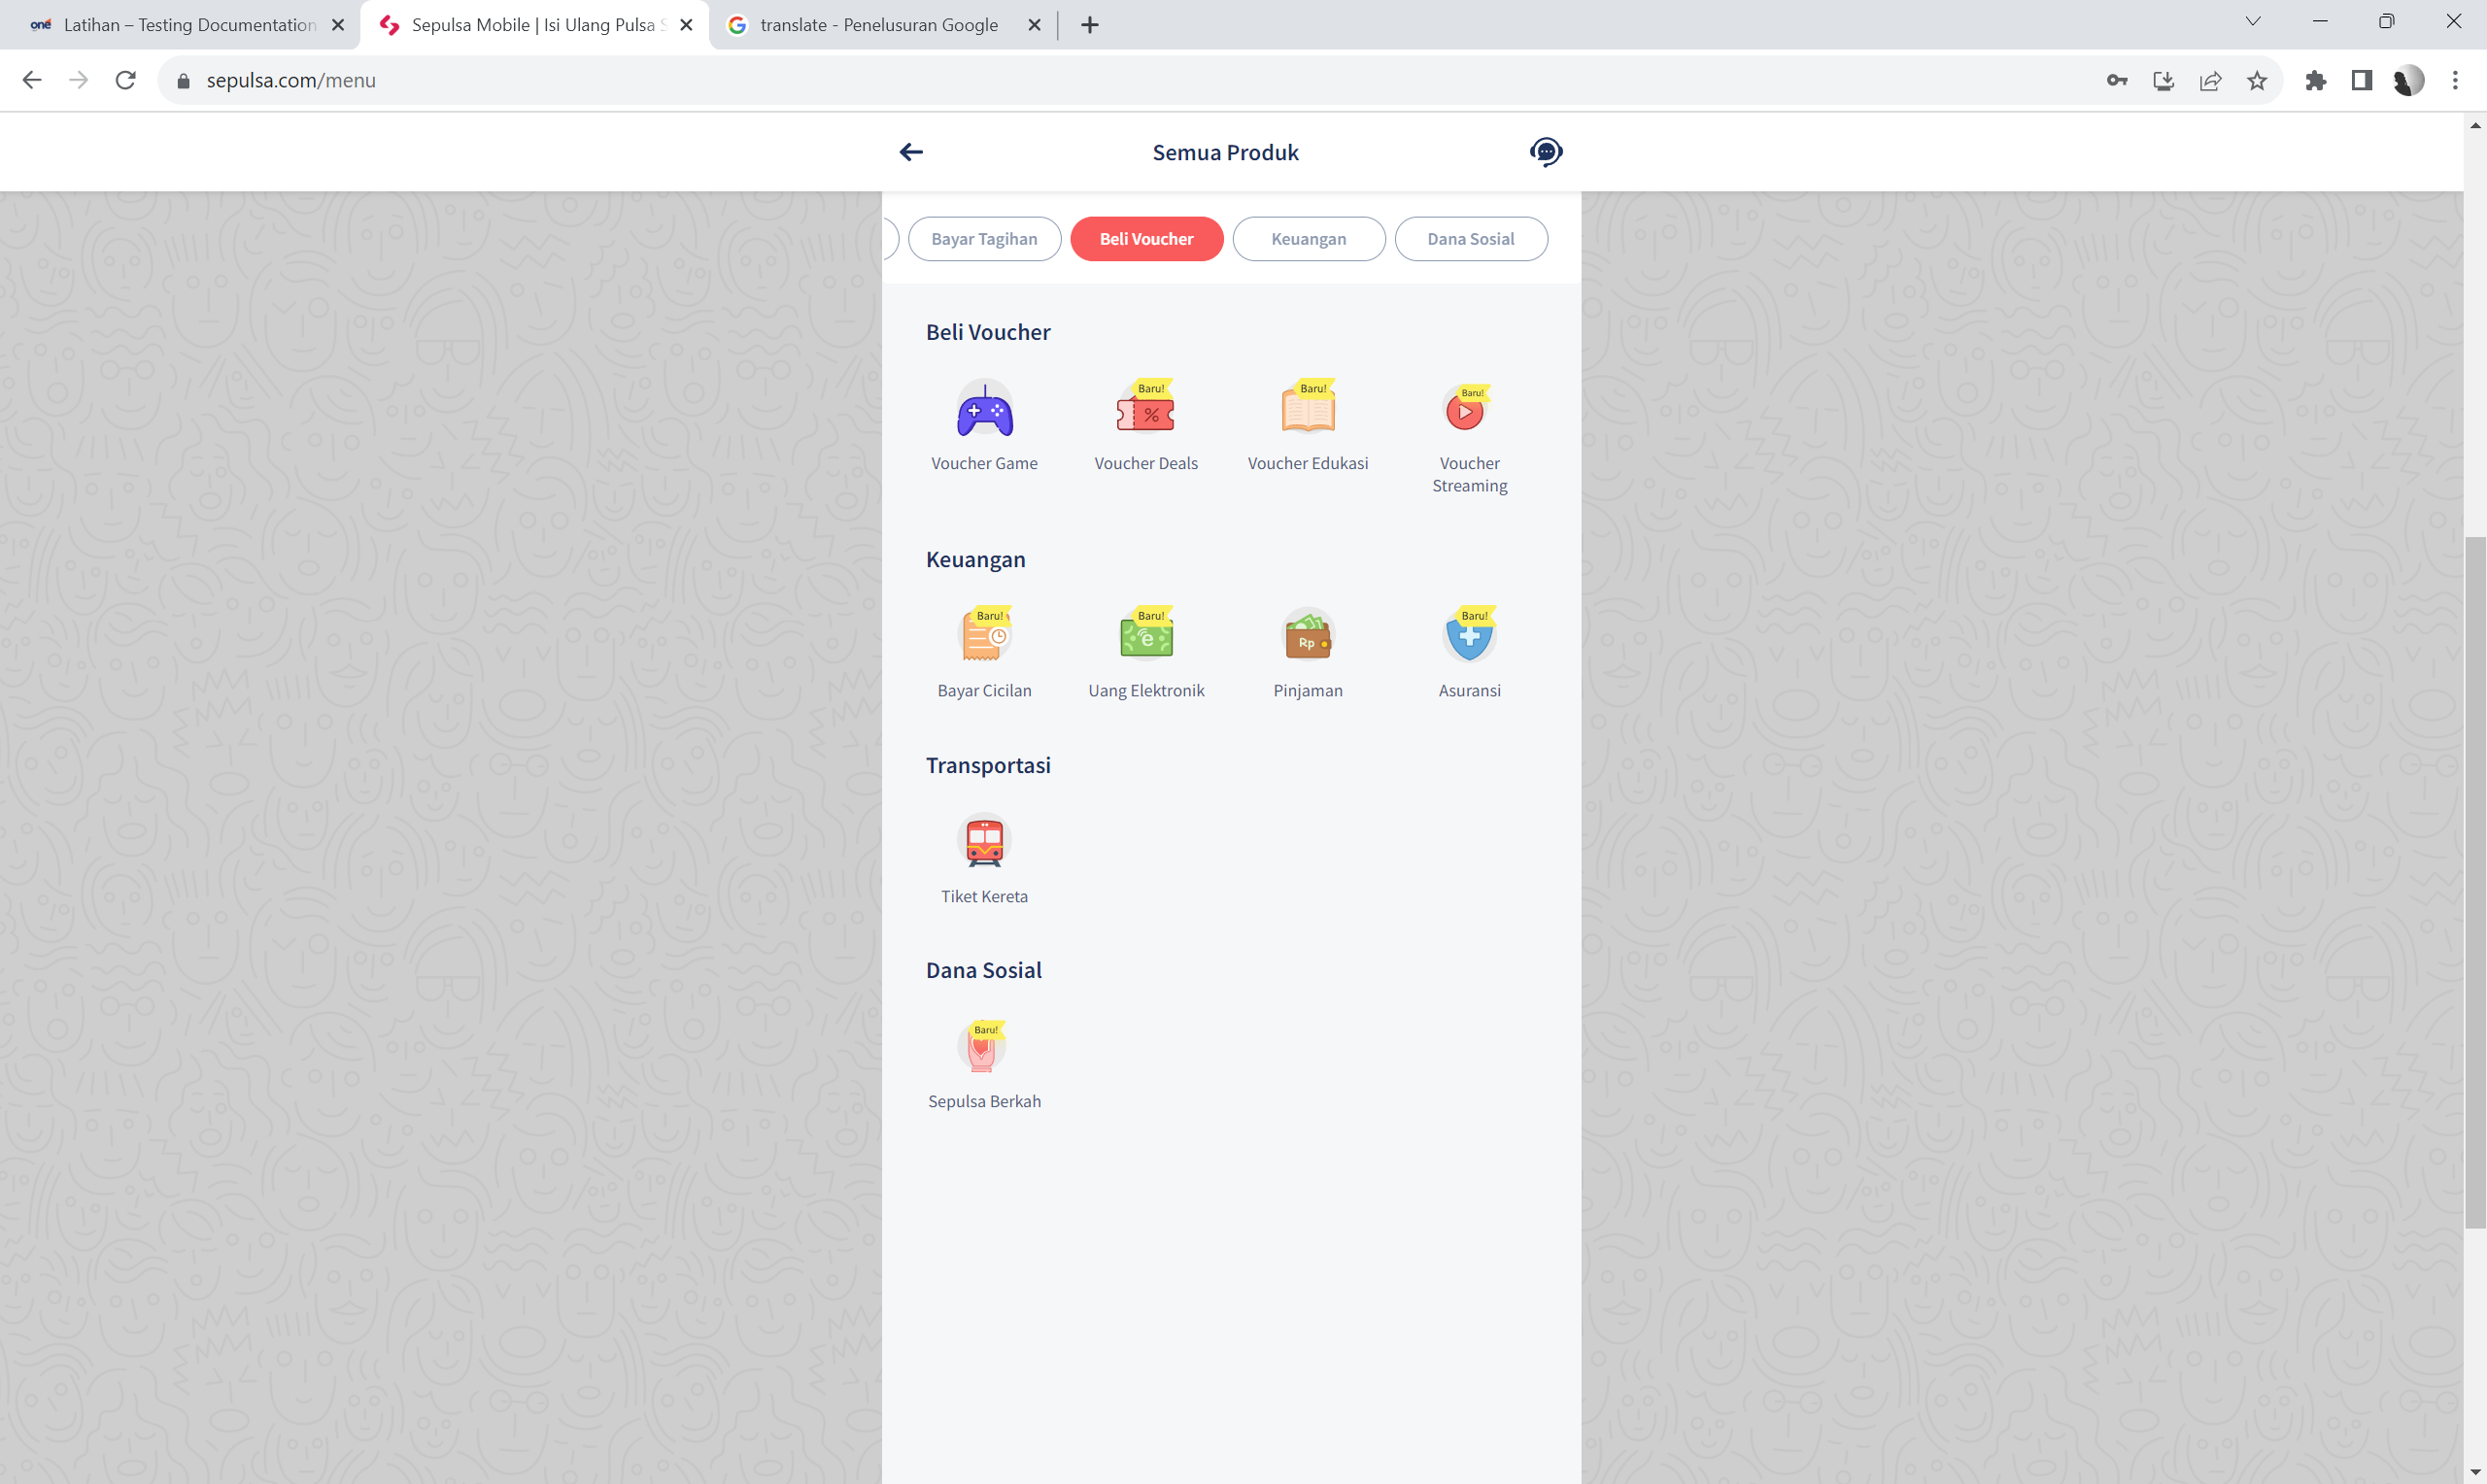 one Latihan – Testing Documentation
Sepulsa Mobile | Isi Ulang Pulsa S
translate - Penelusuran Google
sepulsa.com/menu
Semua Produk
Bayar Tagihan
Beli Voucher
Keuangan
Dana Sosial
Beli Voucher
Baru!
Baru!
Baru!
%
Voucher Game
Voucher Deals
Voucher Edukasi
Voucher
Streaming
Keuangan
Baru!
Baru!
Baru!
e
Rp
Bayar Cicilan
Uang Elektronik
Pinjaman
Asuransi
Transportasi
Tiket Kereta
Dana Sosial
Baru!
Sepulsa Berkah